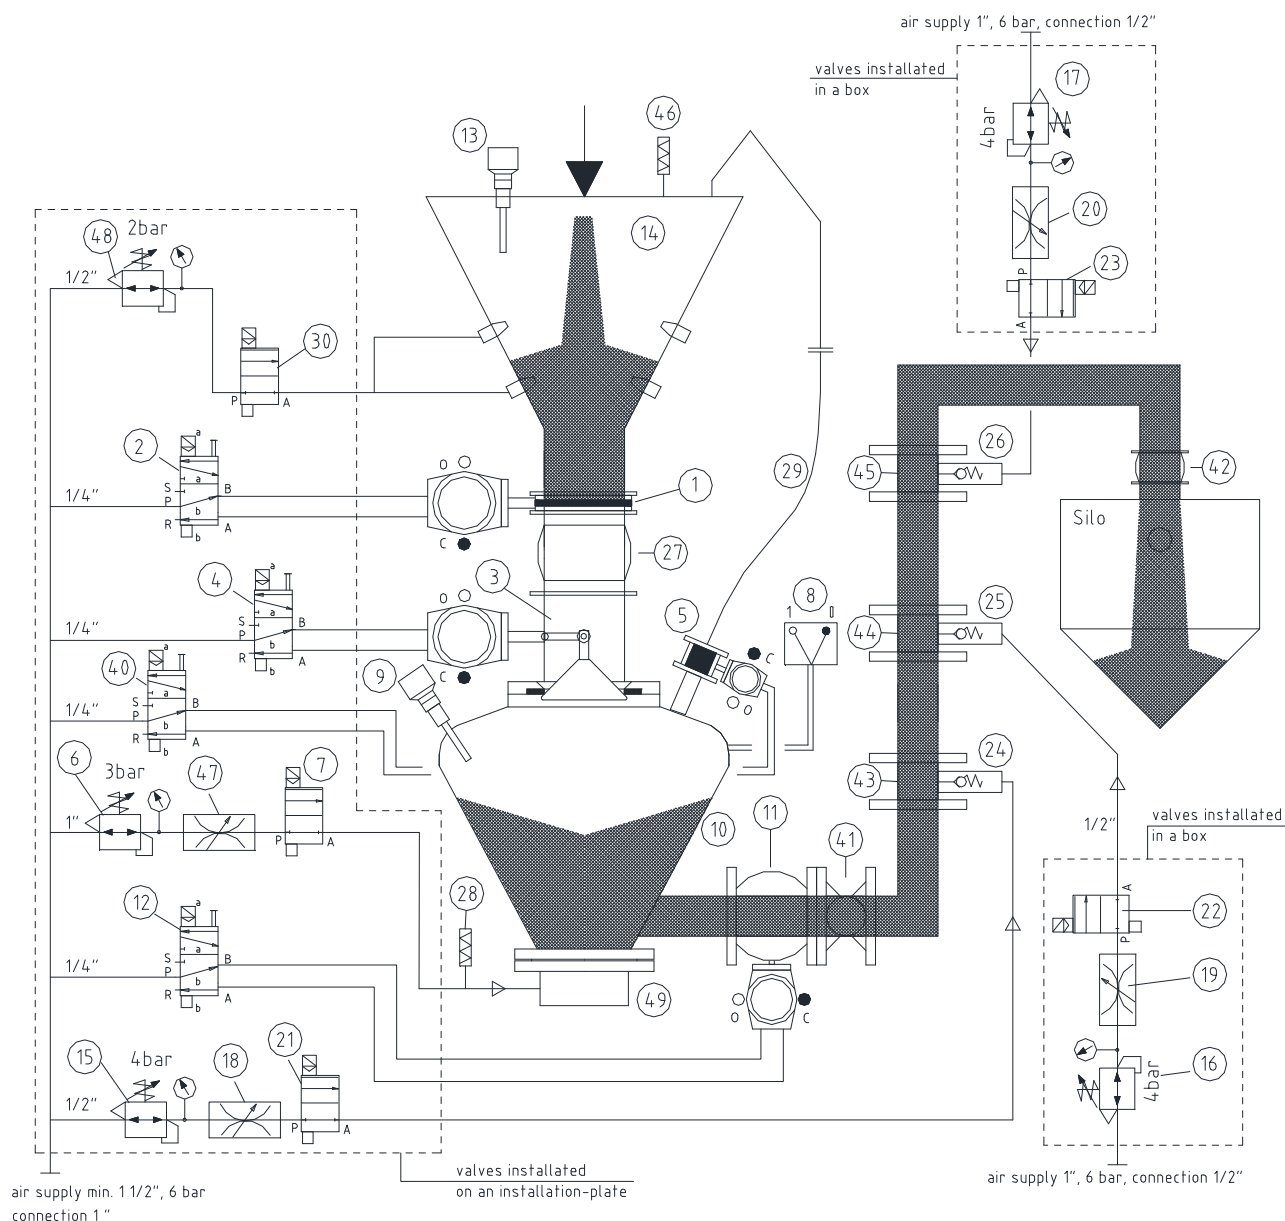 air supply 1", 6 bar, connection 1/2"
valves installated
in a box
17
4bar
46
13
20
14
P
23
A
48
2bar
1/2"
30
P
A
2
a
a
S
P
b
R
b
B
A
1/4"
O
C
1
29
26
45
42
Silo
27
4
a
a
S
P
b
R
b
B
A
1/4"
3
O
C
5
8
1
0
25
44
C
O
9
40
a
a
S
P
b
R
b
B
A
1/4"
6
3bar
47
7
1"
P
A
24
43
10
11
41
1/2"
valves installated
in a box
12
a
a
S
P
b
R
b
B
A
1/4"
28
49
O
C
A
22
P
19
15
4bar
18
21
1/2"
P
A
16
4bar
valves installated
on an installation-plate
air supply 1", 6 bar, connection 1/2"
air supply min. 1 1/2", 6 bar
connection 1 "